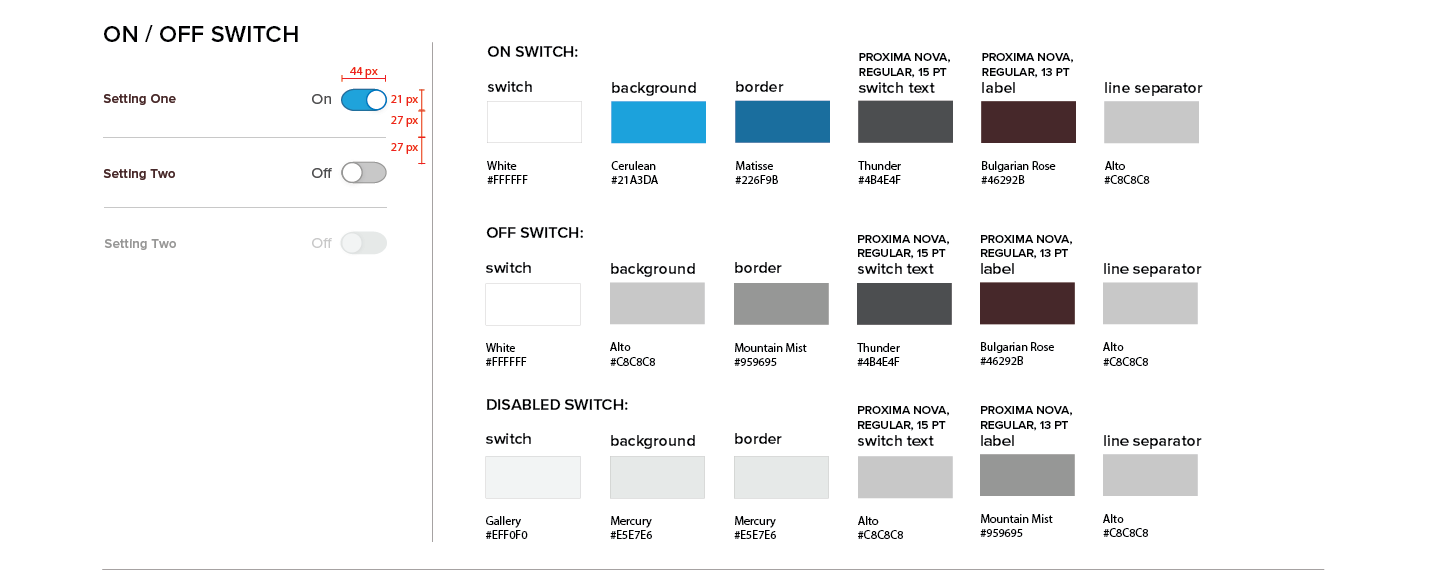 ON / OFF SWITCH
44 px
Setting One
On
21 px
27 px
27 px
Setting Two
Off
Setting Two
Off
ON SWITCH:
switch
background
border
PROXIMA NOVA,
REGULAR, 15 PT
switch text
PROXIMA NOVA,
REGULAR, 13 PT
label
line separator
White
#FFFFFF
Cerulean
#21A3DA
Matisse
#226F9B
Thunder
#4B4E4F
Bulgarian Rose
#46292B
Alto
#C8C8C8
OFF SWITCH:
switch
background
border
PROXIMA NOVA,
REGULAR, 15 PT
switch text
PROXIMA NOVA,
REGULAR, 13 PT
label
line separator
White
#FFFFFF
Alto
#C8C8C8
Mountain Mist
#959695
Thunder
#4B4E4F
Bulgarian Rose
#46292B
Alto
#C8C8C8
DISABLED SWITCH:
switch
background
border
PROXIMA NOVA,
REGULAR, 15 PT
switch text
PROXIMA NOVA,
REGULAR, 13 PT
label
line separator
Gallery
#EFF0F0
Mercury
#E5E7E6
Mercury
#E5E7E6
Alto
#C8C8C8
Mountain Mist
#959695
Alto
#C8C8C8